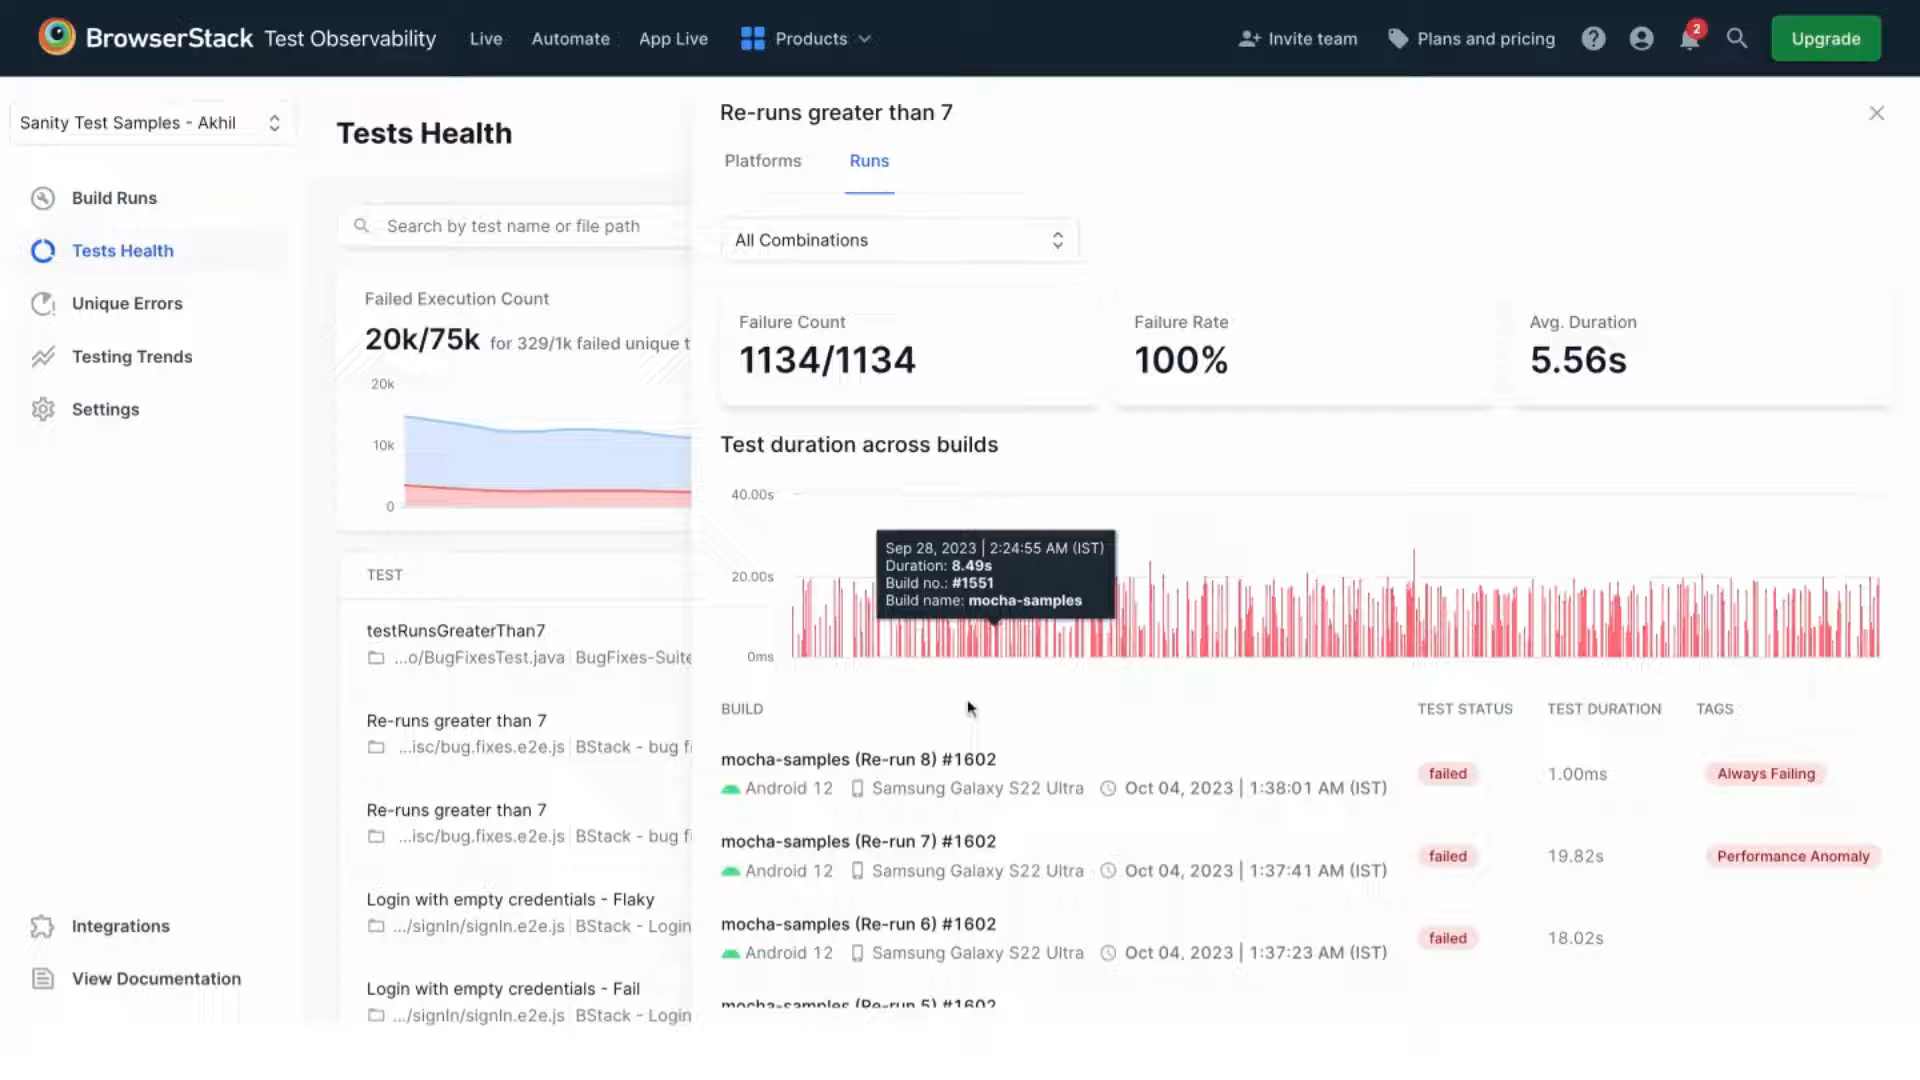 BrowserStack Test Observability Live Automate App Live Products Invite team Plans and pricing 2 Upgrade
Sanity Test Samples - Akhil
Build Runs
Tests Health
Unique Errors
Testing Trends
Settings
Integrations
View Documentation
Tests Health
Search by test name or file path
Failed Execution Count
20k/75k for 329/1k failed unique t
20k
10k
0
TEST
testRunsGreaterThan7
...o/BugFixesTest.java BugFixes-Suite
Re-runs greater than 7
...isc/bug.fixes.e2e.js BStack - bug fi
Re-runs greater than 7
...isc/bug.fixes.e2e.js BStack - bug fi
Login with empty credentials - Flaky
.../signIn/signIn.e2e.js BStack - Login
Login with empty credentials - Fail
.../signIn/signIn.e2e.js BStack - Login
Re-runs greater than 7
Platforms Runs
All Combinations
Failure Count
1134/1134
Failure Rate
100%
Avg. Duration
5.56s
Test duration across builds
40.00s
20.00s
0ms
Sep 28, 2023 | 2:24:55 AM (IST)
Duration: 8.49s
Build no.: #1551
Build name: mocha-samples
BUILD TEST STATUS TEST DURATION TAGS
mocha-samples (Re-run 8) #1602
Android 12 Samsung Galaxy S22 Ultra Oct 04, 2023 | 1:38:01 AM (IST) failed 1.00ms Always Failing
mocha-samples (Re-run 7) #1602
Android 12 Samsung Galaxy S22 Ultra Oct 04, 2023 | 1:37:41 AM (IST) failed 19.82s Performance Anomaly
mocha-samples (Re-run 6) #1602
Android 12 Samsung Galaxy S22 Ultra Oct 04, 2023 | 1:37:23 AM (IST) failed 18.02s
mocha-samples (Re-run 5) #1602